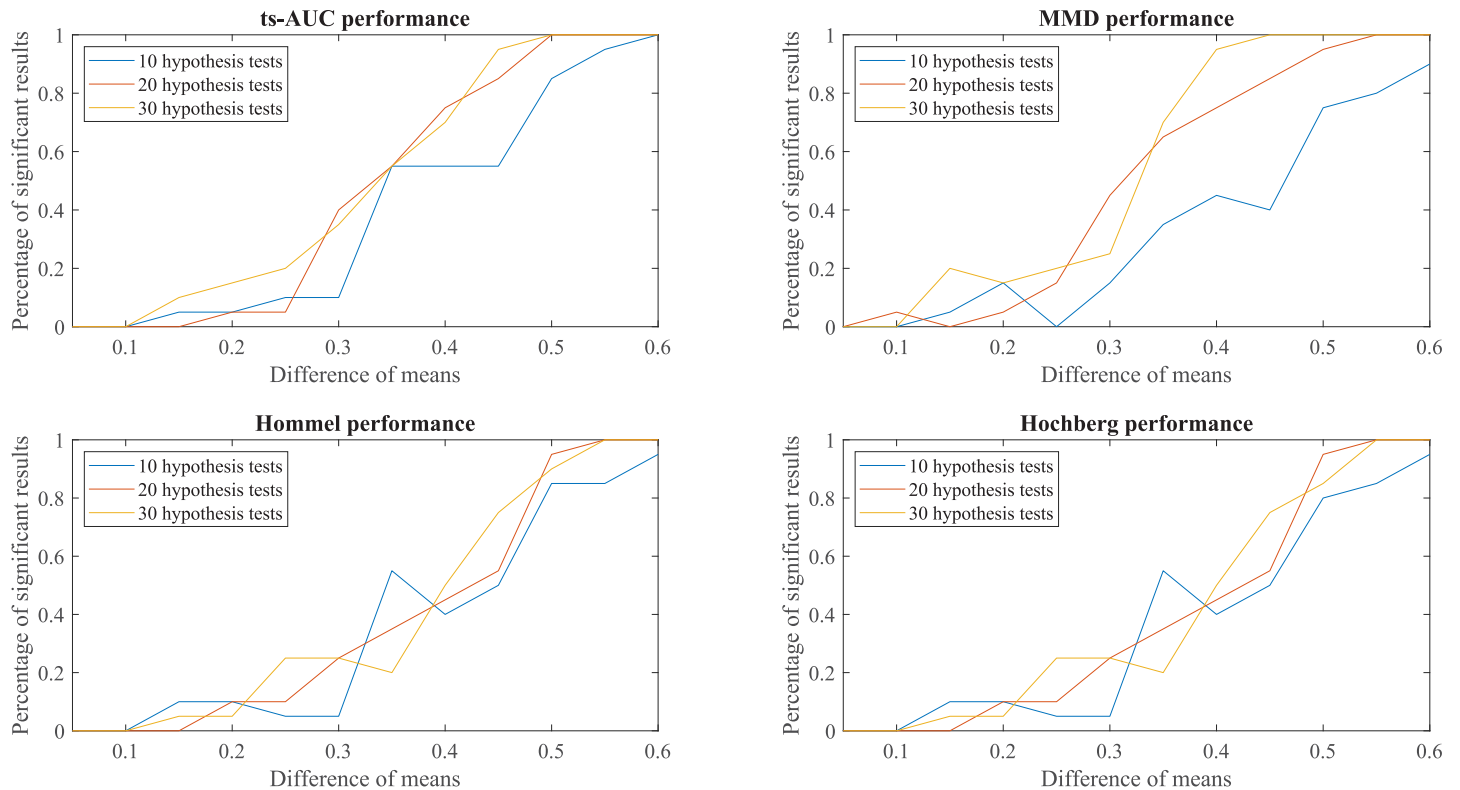 ts-AUC performance
Percentage of significant results
1
0.8
0.6
0.4
0.2
0
10 hypothesis tests
20 hypothesis tests
30 hypothesis tests
0.1
0.2
0.3
0.4
0.5
0.6
Difference of means
MMD performance
Percentage of significant results
1
0.8
0.6
0.4
0.2
0
10 hypothesis tests
20 hypothesis tests
30 hypothesis tests
0.1
0.2
0.3
0.4
0.5
0.6
Difference of means
Hommel performance
Percentage of significant results
1
0.8
0.6
0.4
0.2
0
10 hypothesis tests
20 hypothesis tests
30 hypothesis tests
0.1
0.2
0.3
0.4
0.5
0.6
Difference of means
Hochberg performance
Percentage of significant results
1
0.8
0.6
0.4
0.2
0
10 hypothesis tests
20 hypothesis tests
30 hypothesis tests
0.1
0.2
0.3
0.4
0.5
0.6
Difference of means